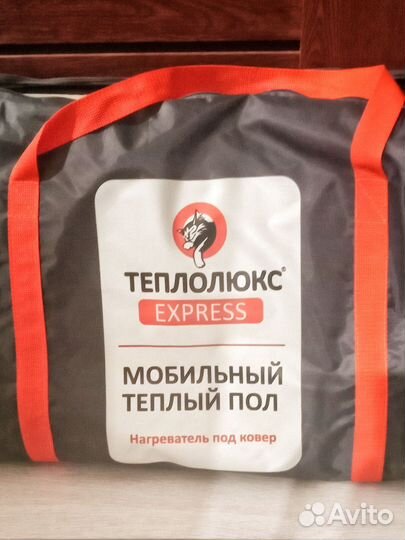 ТЕПЛОЛЮКС®
EXPRESS
МОБИЛЬНЫЙ
ТЕПЛЫЙ ПОЛ
Нагреватель под ковер
Avito